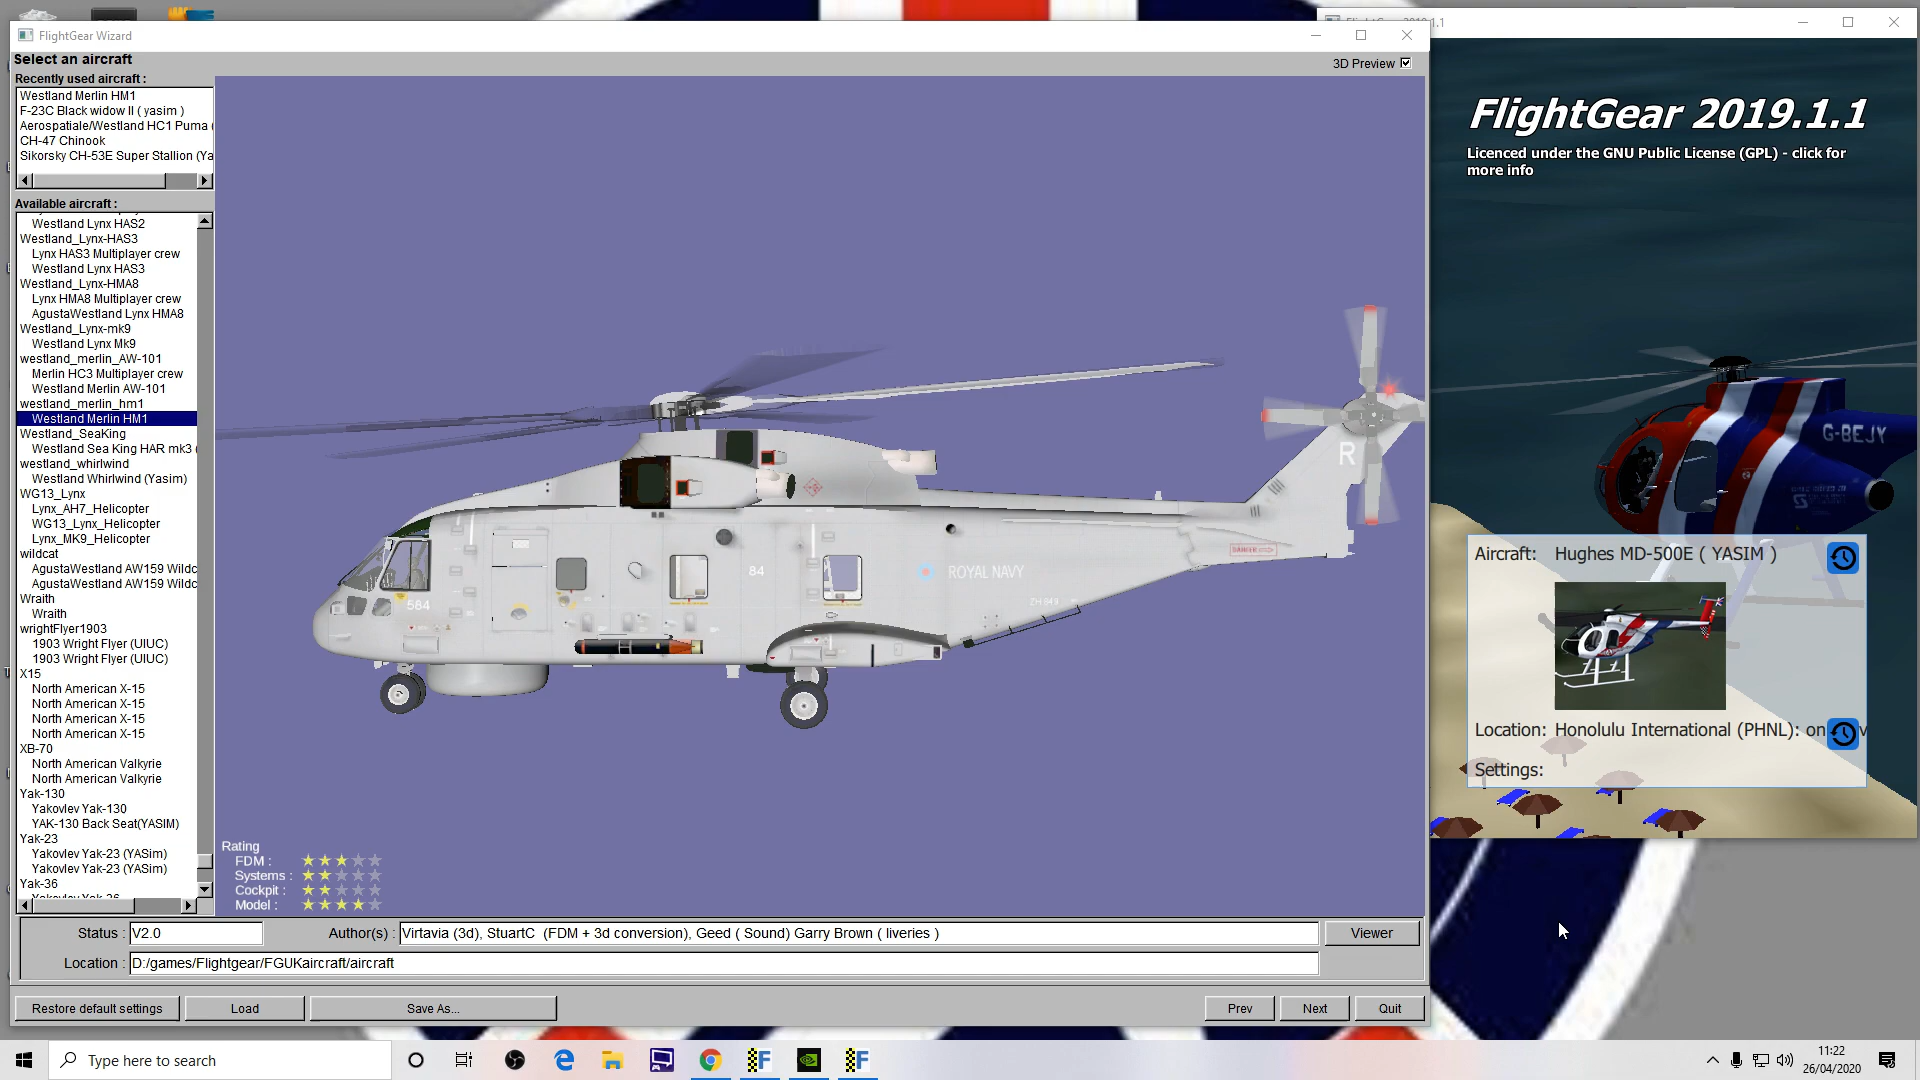 FlightGear Wizard
Select an aircraft
3D Preview
Recently used aircraft :
Westland Merlin HM1
F-23C Black widow II ( yasim )
Aerospatiale/Westland HC1 Puma (
CH-47 Chinook
Sikorsky CH-53E Super Stallion (Ya
Available aircraft :
Westland Lynx HAS2
Westland_Lynx-HAS3
Lynx HAS3 Multiplayer crew
Westland Lynx HAS3
Westland_Lynx-HMA8
Lynx HMA8 Multiplayer crew
AgustaWestland Lynx HMA8
Westland_Lynx-mk9
Westland Lynx Mk9
westland_merlin_AW-101
Merlin HC3 Multiplayer crew
Westland Merlin AW-101
westland_merlin_hm1
Westland Merlin HM1
Westland_SeaKing
Westland Sea King HAR mk3 (
westland_whirlwind
Westland Whirlwind (Yasim)
WG13_Lynx
Lynx_AH7_Helicopter
WG13_Lynx_Helicopter
Lynx_MK9_Helicopter
wildcat
AgustaWestland AW159 Wildc
AgustaWestland AW159 Wildc
Wraith
Wraith
wrightFlyer1903
1903 Wright Flyer (UIUC)
1903 Wright Flyer (UIUC)
X15
North American X-15
North American X-15
North American X-15
North American X-15
XB-70
North American Valkyrie
North American Valkyrie
Yak-130
Yakovlev Yak-130
YAK-130 Back Seat(YASIM)
Yak-23
Yakovlev Yak-23 (YASim)
Yakovlev Yak-23 (YASim)
Yak-36
R
84
ROYAL NAVY
584
DANGER
Rating
FDM :
Systems :
Cockpit :
Model :
Status : V2.0
Author(s) : Virtavia (3d), StuartC (FDM + 3d conversion), Geed ( Sound) Garry Brown ( liveries )
Viewer
Location : D:/games/Flightgear/FGUKaircraft/aircraft
Restore default settings
Load
Save As...
Prev
Next
Quit
FlightGear 2019.1.1
Licenced under the GNU Public License (GPL) - click for
more info
G-BEJY
Aircraft: Hughes MD-500E ( YASIM )
Location: Honolulu International (PHNL): on
Settings:
Type here to search
11:22
26/04/2020